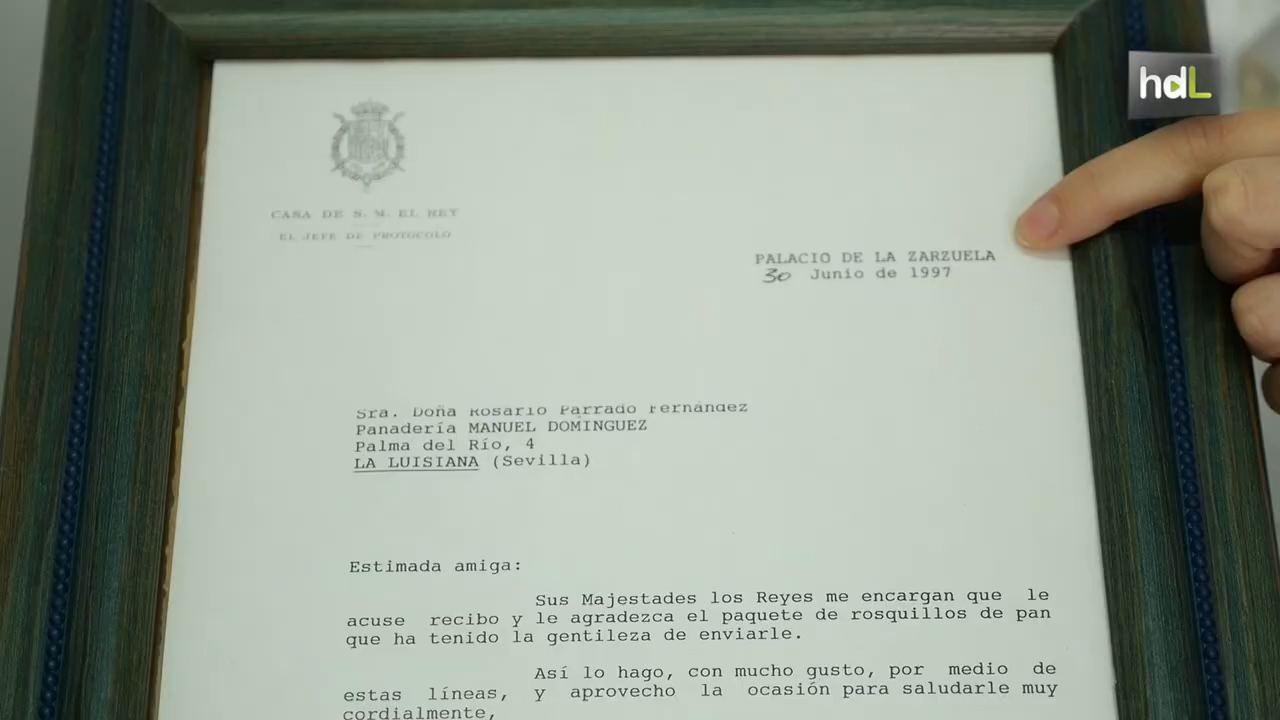 hdL
CASA DE S. M. EL REY
EL JEFE DE PROTOCOLO
PALACIO DE LA ZARZUELA
30 Junio de 1997
Sra. Doña Rosario Parrado Fernández
Panadería MANUEL DOMINGUEZ
Palma del Río, 4
LA LUISIANA (Sevilla)
Estimada amiga:
Sus Majestades los Reyes me encargan que le
acuse recibo y le agradezca el paquete de rosquillos de pan
que ha tenido la gentileza de enviarle.
Así lo hago, con mucho gusto, por medio de
estas líneas, y aprovecho la ocasión para saludarle muy
cordialmente,